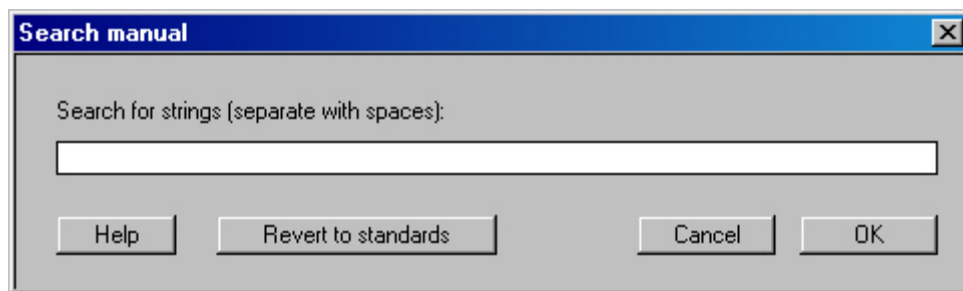 Search manual
Search for strings (separate with spaces):
Help Revert to standards Cancel OK